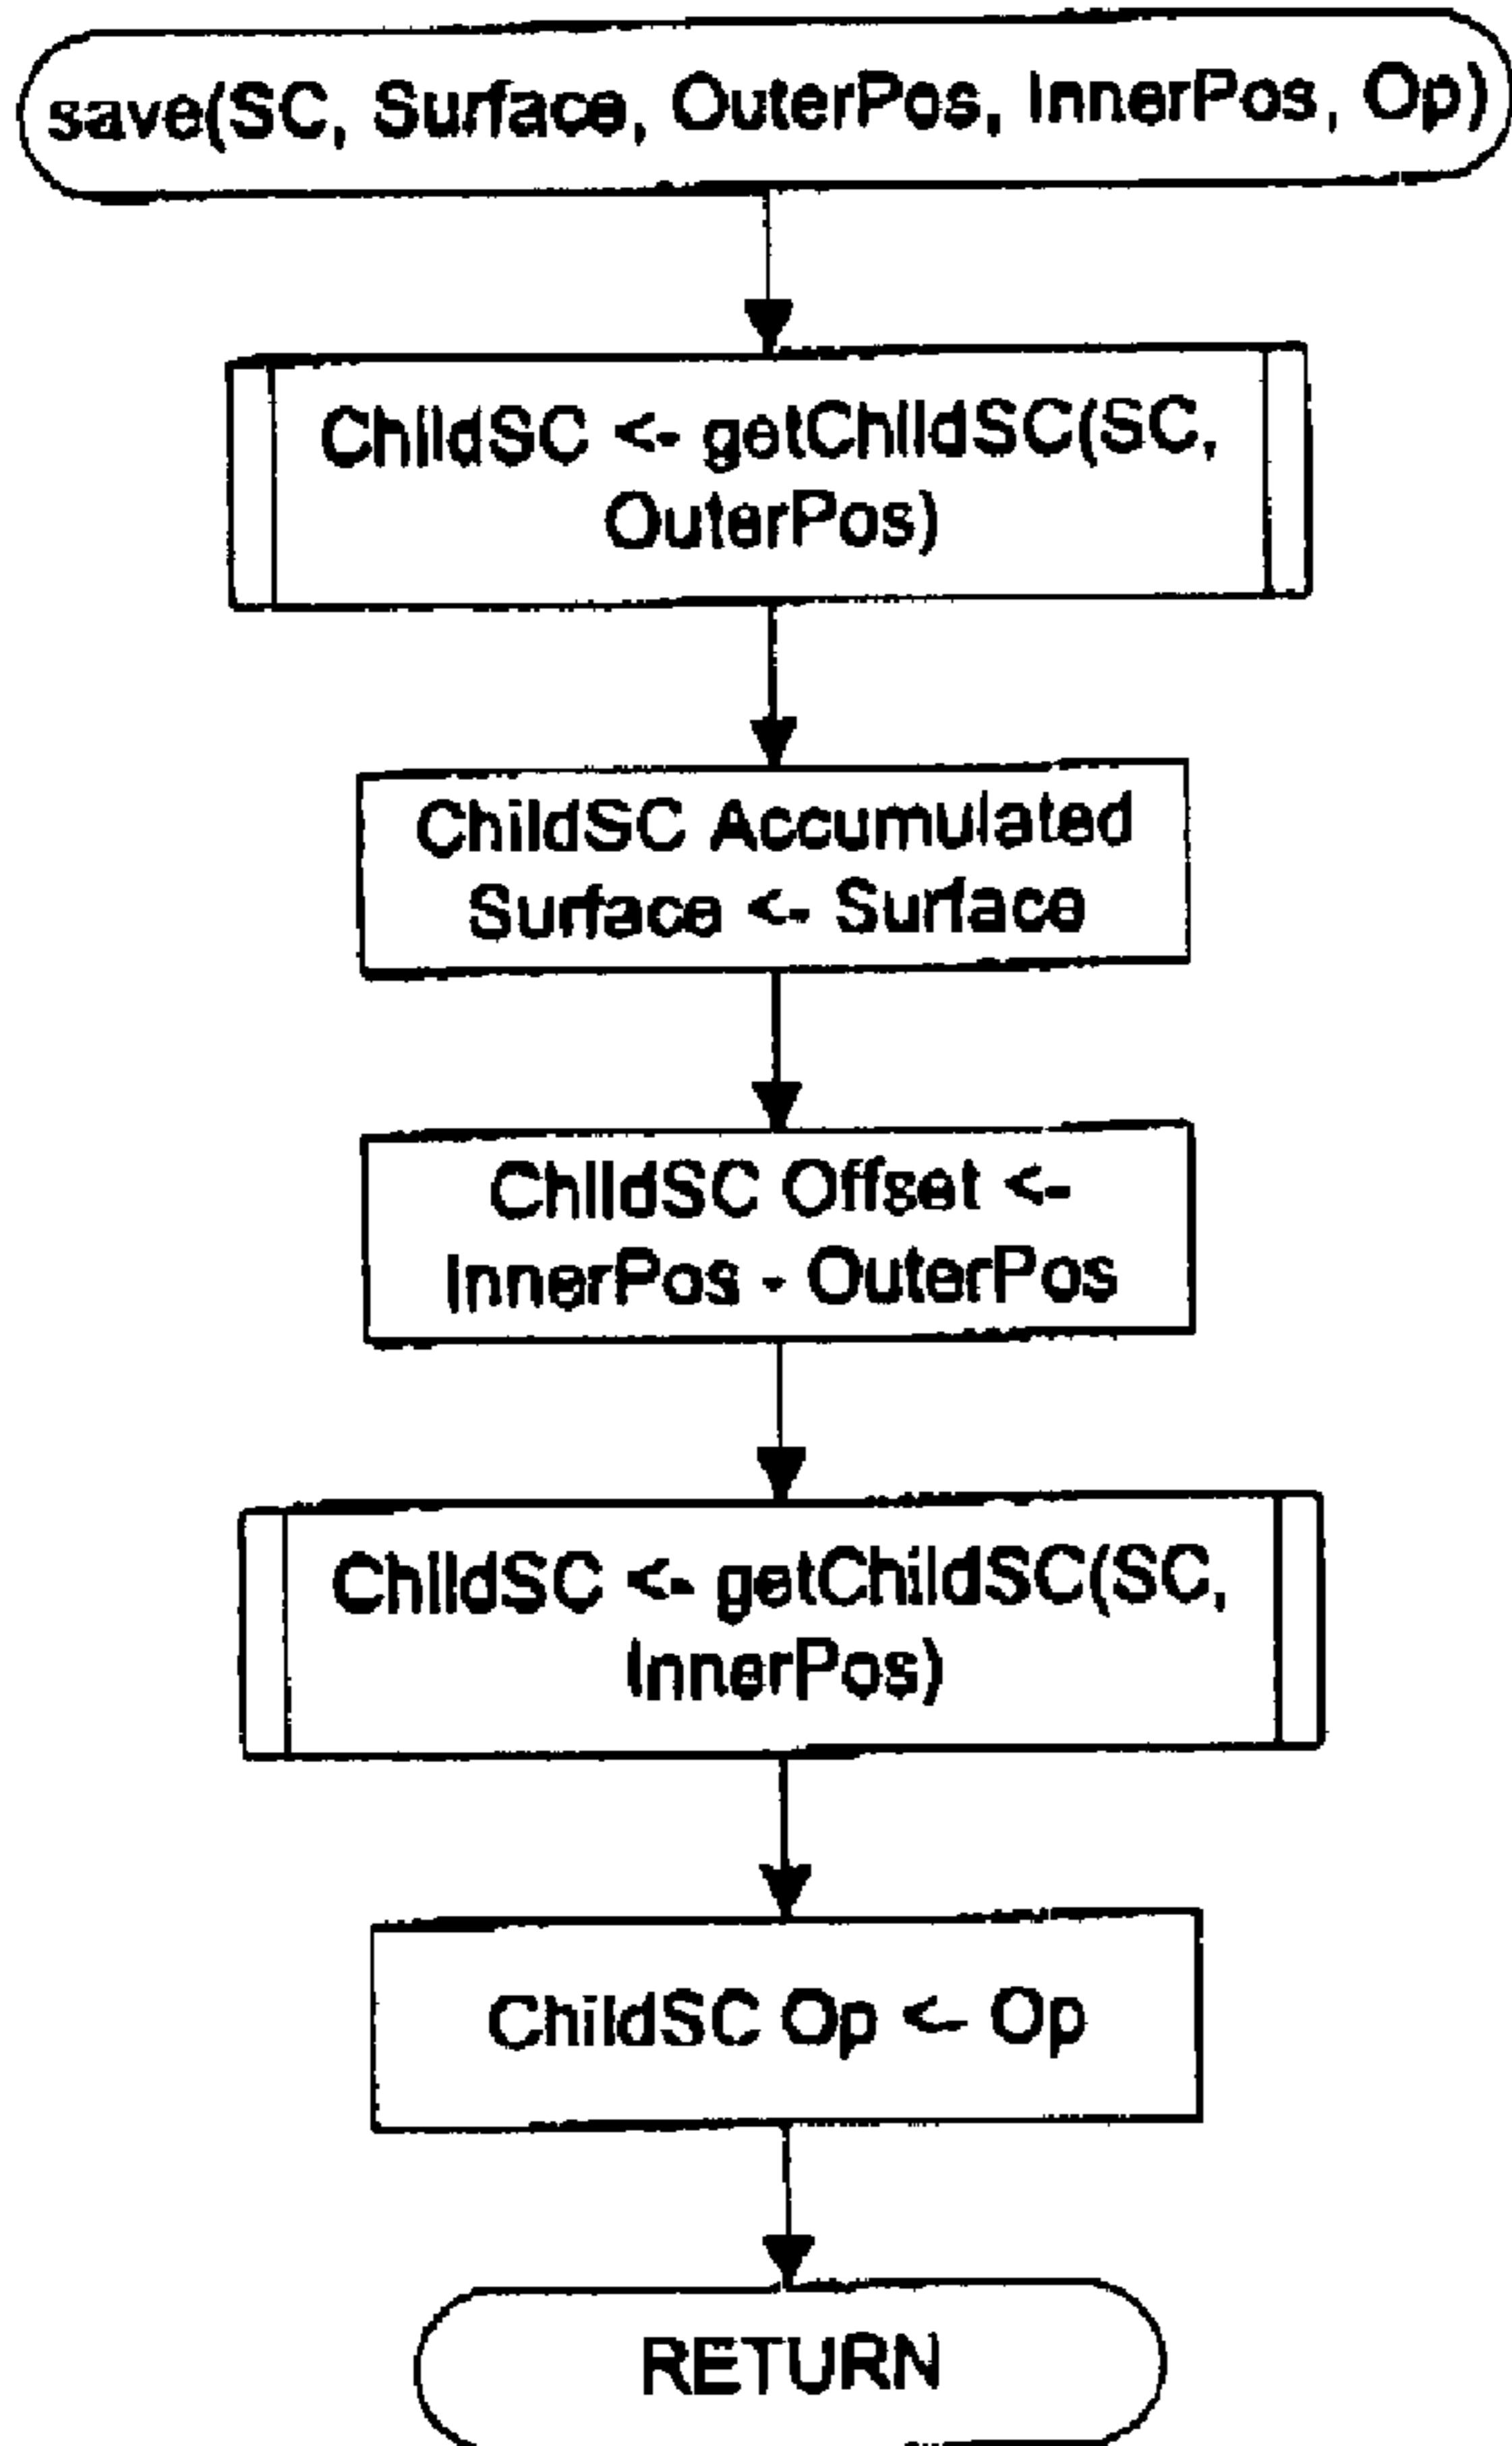 save(SC, Surface, OuterPos, InnerPos, Op)
ChildSC <- getChildSC(SC,
OuterPos)
ChildSC Accumulated
Surface <- Surface
ChildSC Offset <-
InnerPos - OuterPos
ChildSC <- getChildSC(SC,
InnerPos)
ChildSC Op <- Op
RETURN